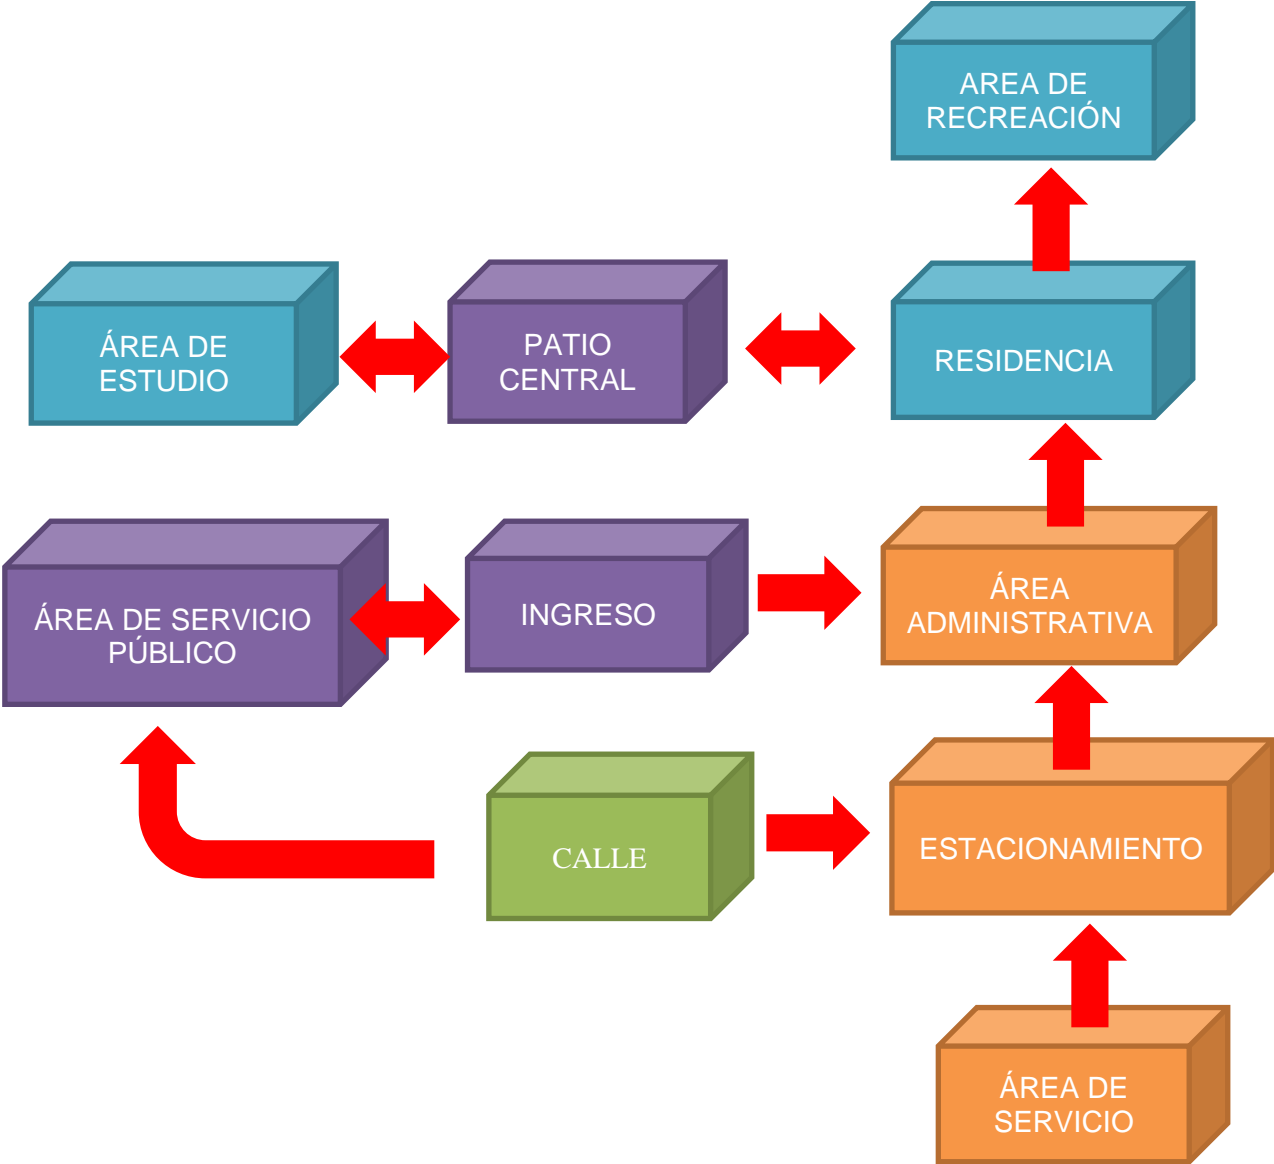 AREA DE
RECREACIÓN
ÁREA DE
ESTUDIO
PATIO
CENTRAL
RESIDENCIA
ÁREA DE SERVICIO
PÚBLICO
INGRESO
ÁREA
ADMINISTRATIVA
CALLE
ESTACIONAMIENTO
ÁREA DE
SERVICIO